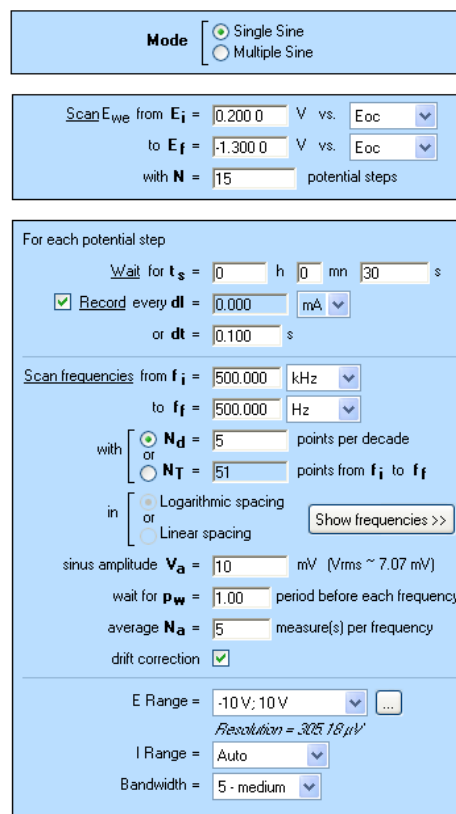 Mode
Single Sine
Multiple Sine
Scan Ewe from Ei = 0.200 0 V vs. Eoc
to Ef = -1.300 0 V vs. Eoc
with N = 15 potential steps
For each potential step
Wait for ts = 0 h 0 mn 30 s
Record every dI = 0.000 mA
or dt = 0.100 s
Scan frequencies from fi = 500.000 kHz
to ff = 500.000 Hz
with Nd = 5 points per decade
or
NT = 51 points from fi to ff
in Logarithmic spacing
or
Linear spacing
Show frequencies >>
sinus amplitude Va = 10 mV (Vrms ~ 7.07 mV)
wait for pw = 1.00 period before each frequency
average Na = 5 measure(s) per frequency
drift correction
E Range = -10 V; 10 V ...
Resolution = 305.18 µV
I Range = Auto
Bandwidth = 5 - medium